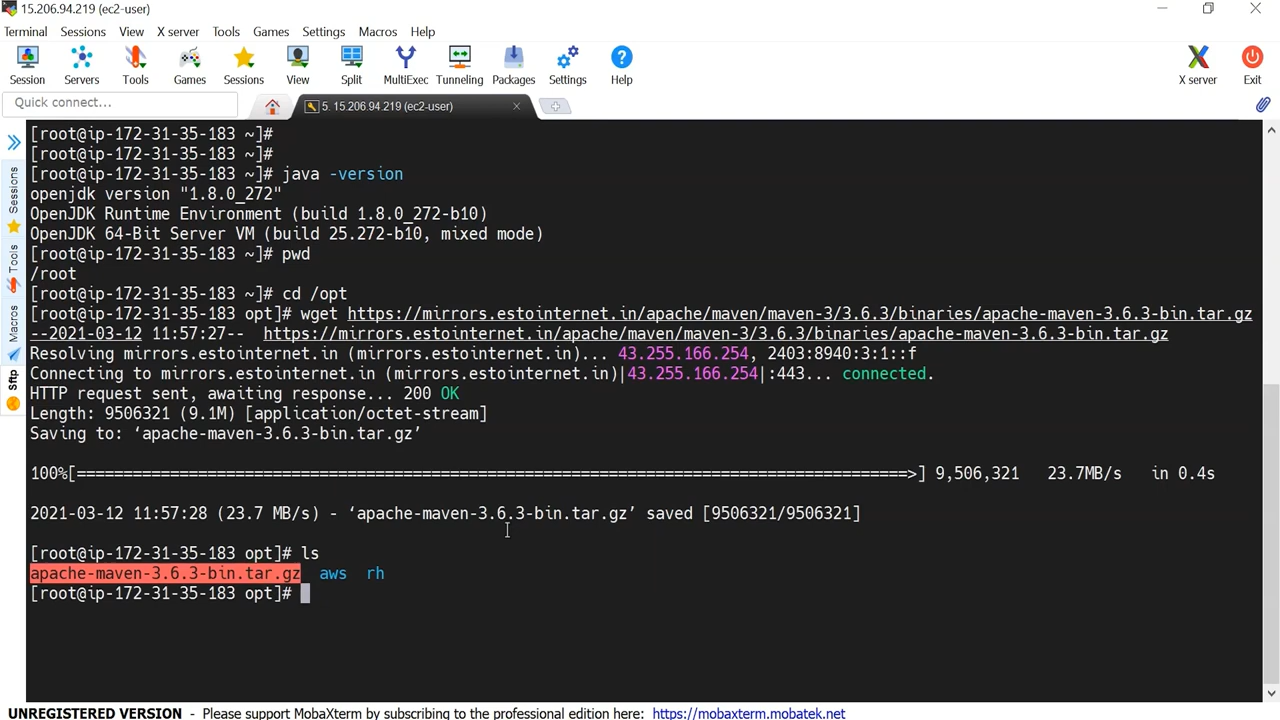 15.206.94.219 (ec2-user)
Terminal Sessions View X server Tools Games Settings Macros Help
Session Servers Tools Games Sessions View Split MultiExec Tunneling Packages Settings Help X server Exit
Quick connect...
5. 15.206.94.219 (ec2-user)
Sessions
Tools
Macros
Sftp
[root@ip-172-31-35-183 ~]#
[root@ip-172-31-35-183 ~]#
[root@ip-172-31-35-183 ~]# java -version
openjdk version "1.8.0_272"
OpenJDK Runtime Environment (build 1.8.0_272-b10)
OpenJDK 64-Bit Server VM (build 25.272-b10, mixed mode)
[root@ip-172-31-35-183 ~]# pwd
/root
[root@ip-172-31-35-183 ~]# cd /opt
[root@ip-172-31-35-183 opt]# wget https://mirrors.estointernet.in/apache/maven/maven-3/3.6.3/binaries/apache-maven-3.6.3-bin.tar.gz
--2021-03-12 11:57:27-- https://mirrors.estointernet.in/apache/maven/maven-3/3.6.3/binaries/apache-maven-3.6.3-bin.tar.gz
Resolving mirrors.estointernet.in (mirrors.estointernet.in)... 43.255.166.254, 2403:8940:3:1::f
Connecting to mirrors.estointernet.in (mirrors.estointernet.in)|43.255.166.254|:443... connected.
HTTP request sent, awaiting response... 200 OK
Length: 9506321 (9.1M) [application/octet-stream]
Saving to: ‘apache-maven-3.6.3-bin.tar.gz’
100%[=========================================================================================>] 9,506,321 23.7MB/s in 0.4s
2021-03-12 11:57:28 (23.7 MB/s) - ‘apache-maven-3.6.3-bin.tar.gz’ saved [9506321/9506321]
[root@ip-172-31-35-183 opt]# ls
apache-maven-3.6.3-bin.tar.gz aws rh
[root@ip-172-31-35-183 opt]#
UNREGISTERED VERSION - Please support MobaXterm by subscribing to the professional edition here: https://mobaxterm.mobatek.net